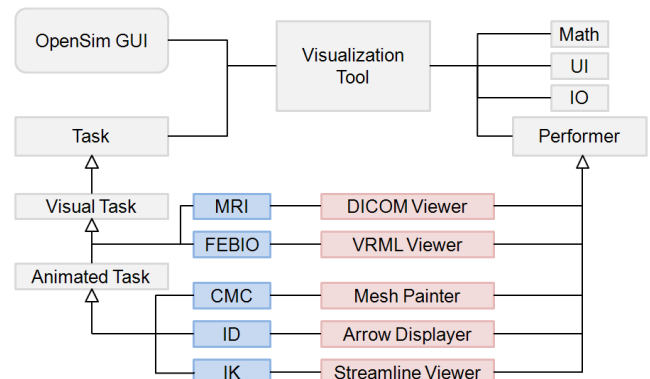 OpenSim GUI
Visualization
Tool
Math
UI
IO
Task
Performer
Visual Task
MRI
DICOM Viewer
FEBIO
VRML Viewer
Animated Task
CMC
Mesh Painter
ID
Arrow Displayer
IK
Streamline Viewer